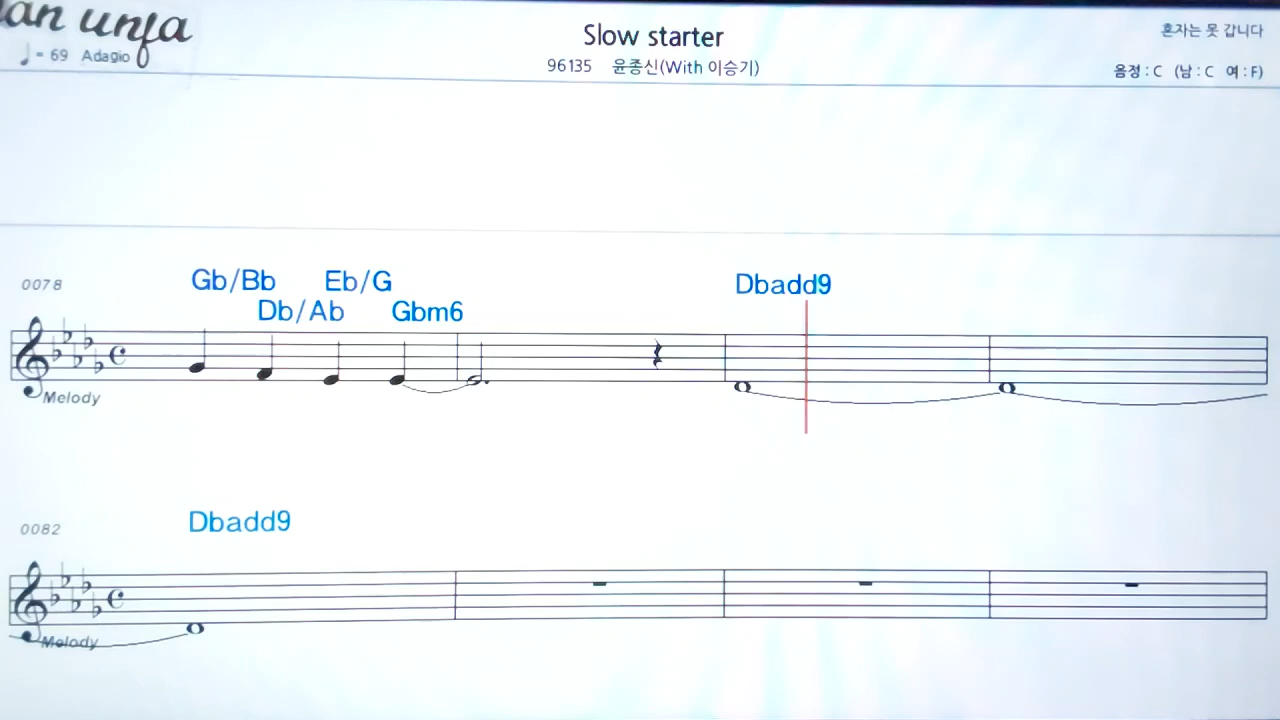 unfa
Slow starter
혼자는 못 갑니다
♩= 69 Adagio
96135 윤종신(With 이승기)
음정 : C (남 : C 여 : F)
0078
Gb/Bb Eb/G Dbadd9
Db/Ab Gbm6
Melody
0082
Dbadd9
Melody